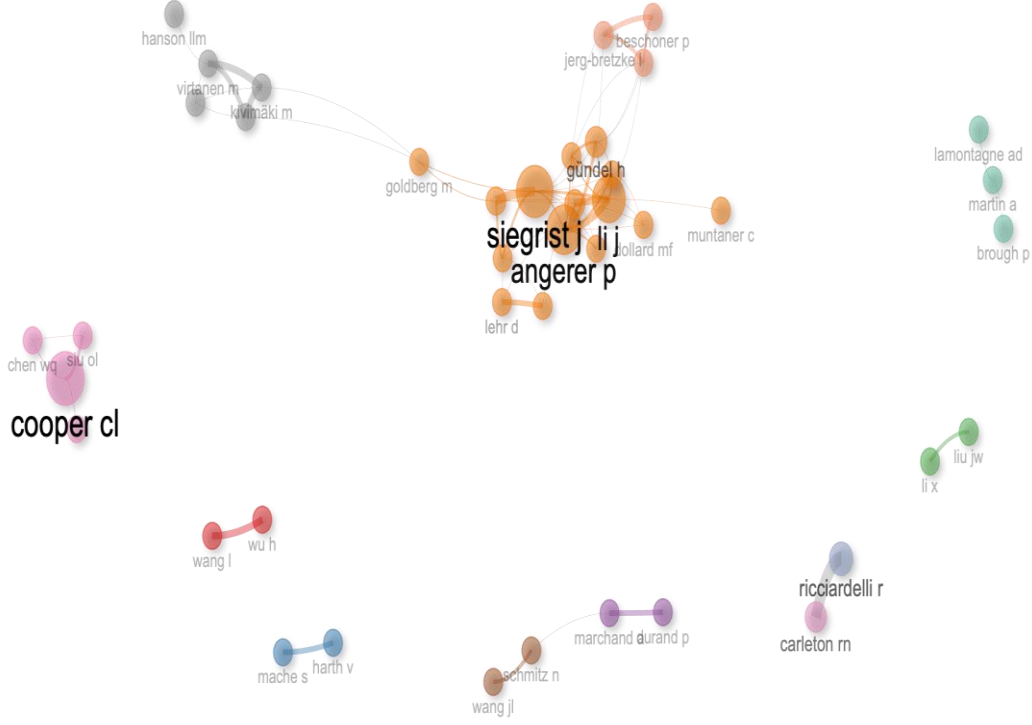 hanson llm
beschoner p
jerg-bretzke l
virtanen m
kivimäki m
lamontagne ad
gündel h
goldberg m
martin a
siegrist j
li j
muntaner c
dollard mf
brough p
angerer p
lehr d
chen wq
siu ol
cooper cl
liu jw
li x
wu h
wang l
ricciardelli r
marchand a
durand p
carleton rn
harth v
mache s
schmitz n
wang jl